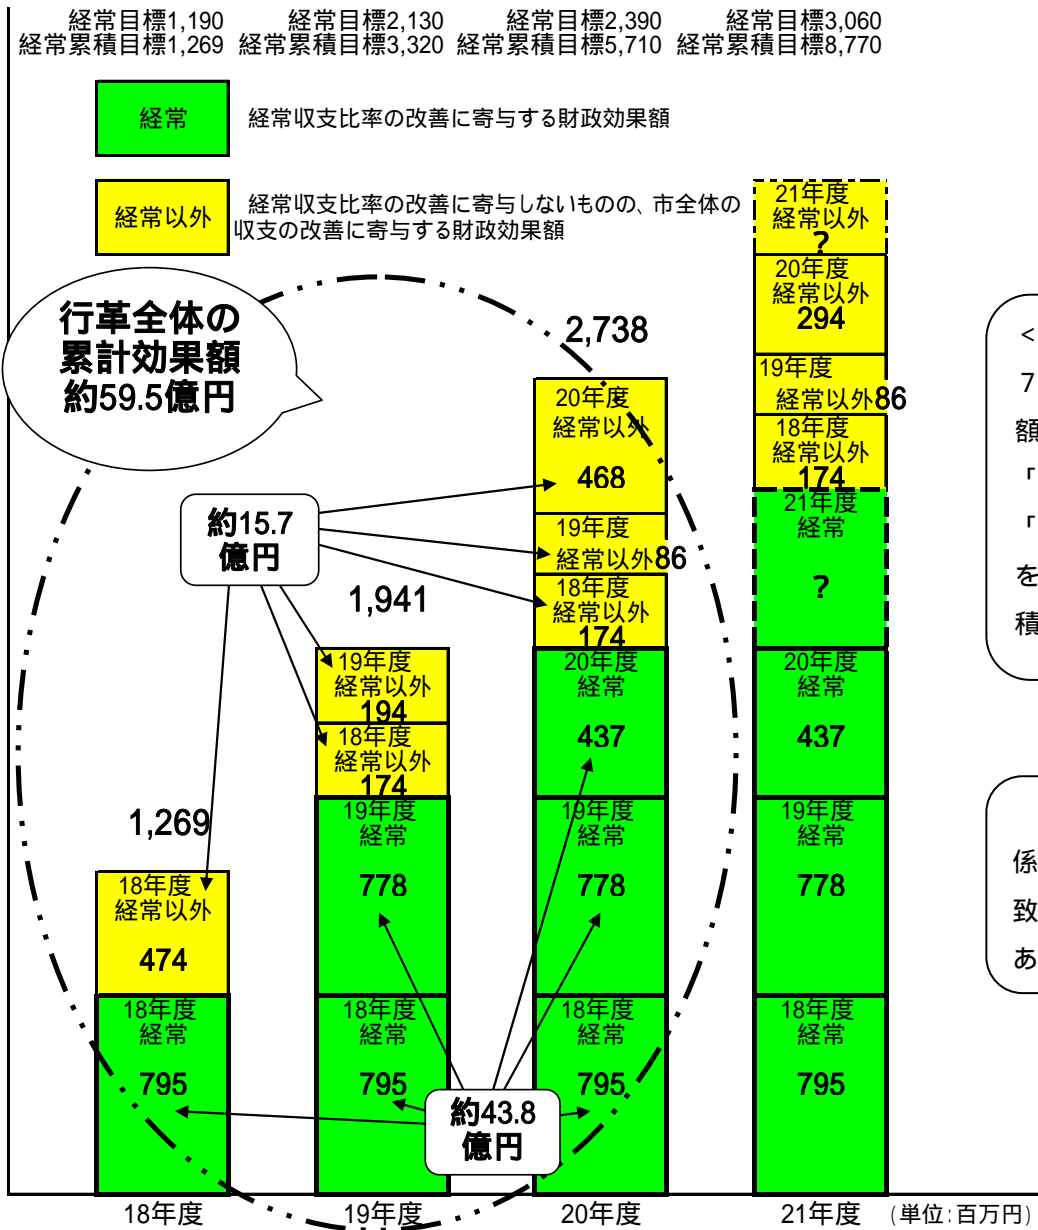 経常目標1,190 経常目標2,130 経常目標2,390 経常目標3,060
経常累積目標1,269 経常累積目標3,320 経常累積目標5,710 経常累積目標8,770
経常 経常収支比率の改善に寄与する財政効果額
経常以外
経常収支比率の改善に寄与しないものの、市全体の
収支の改善に寄与する財政効果額
行革全体の
累計効果額
約59.5億円
約15.7
億円
1,269
18年度
経常以外
474
18年度
経常
795
1,941
19年度
経常以外
194
18年度
経常以外
174
19年度
経常
778
18年度
経常
795
約43.8
億円
2,738
20年度
経常以外
468
19年度
経常以外86
18年度
経常以外
174
20年度
経常
437
19年度
経常
778
18年度
経常
795
21年度
経常以外
?
20年度
経常以外
294
19年度
経常以外86
18年度
経常以外
174
21年度
経常
?
20年度
経常
437
19年度
経常
778
18年度
経常
795
<
7
額
「
「
を
積
係
致
あ
18年度 19年度 20年度 21年度 (単位:百万円)